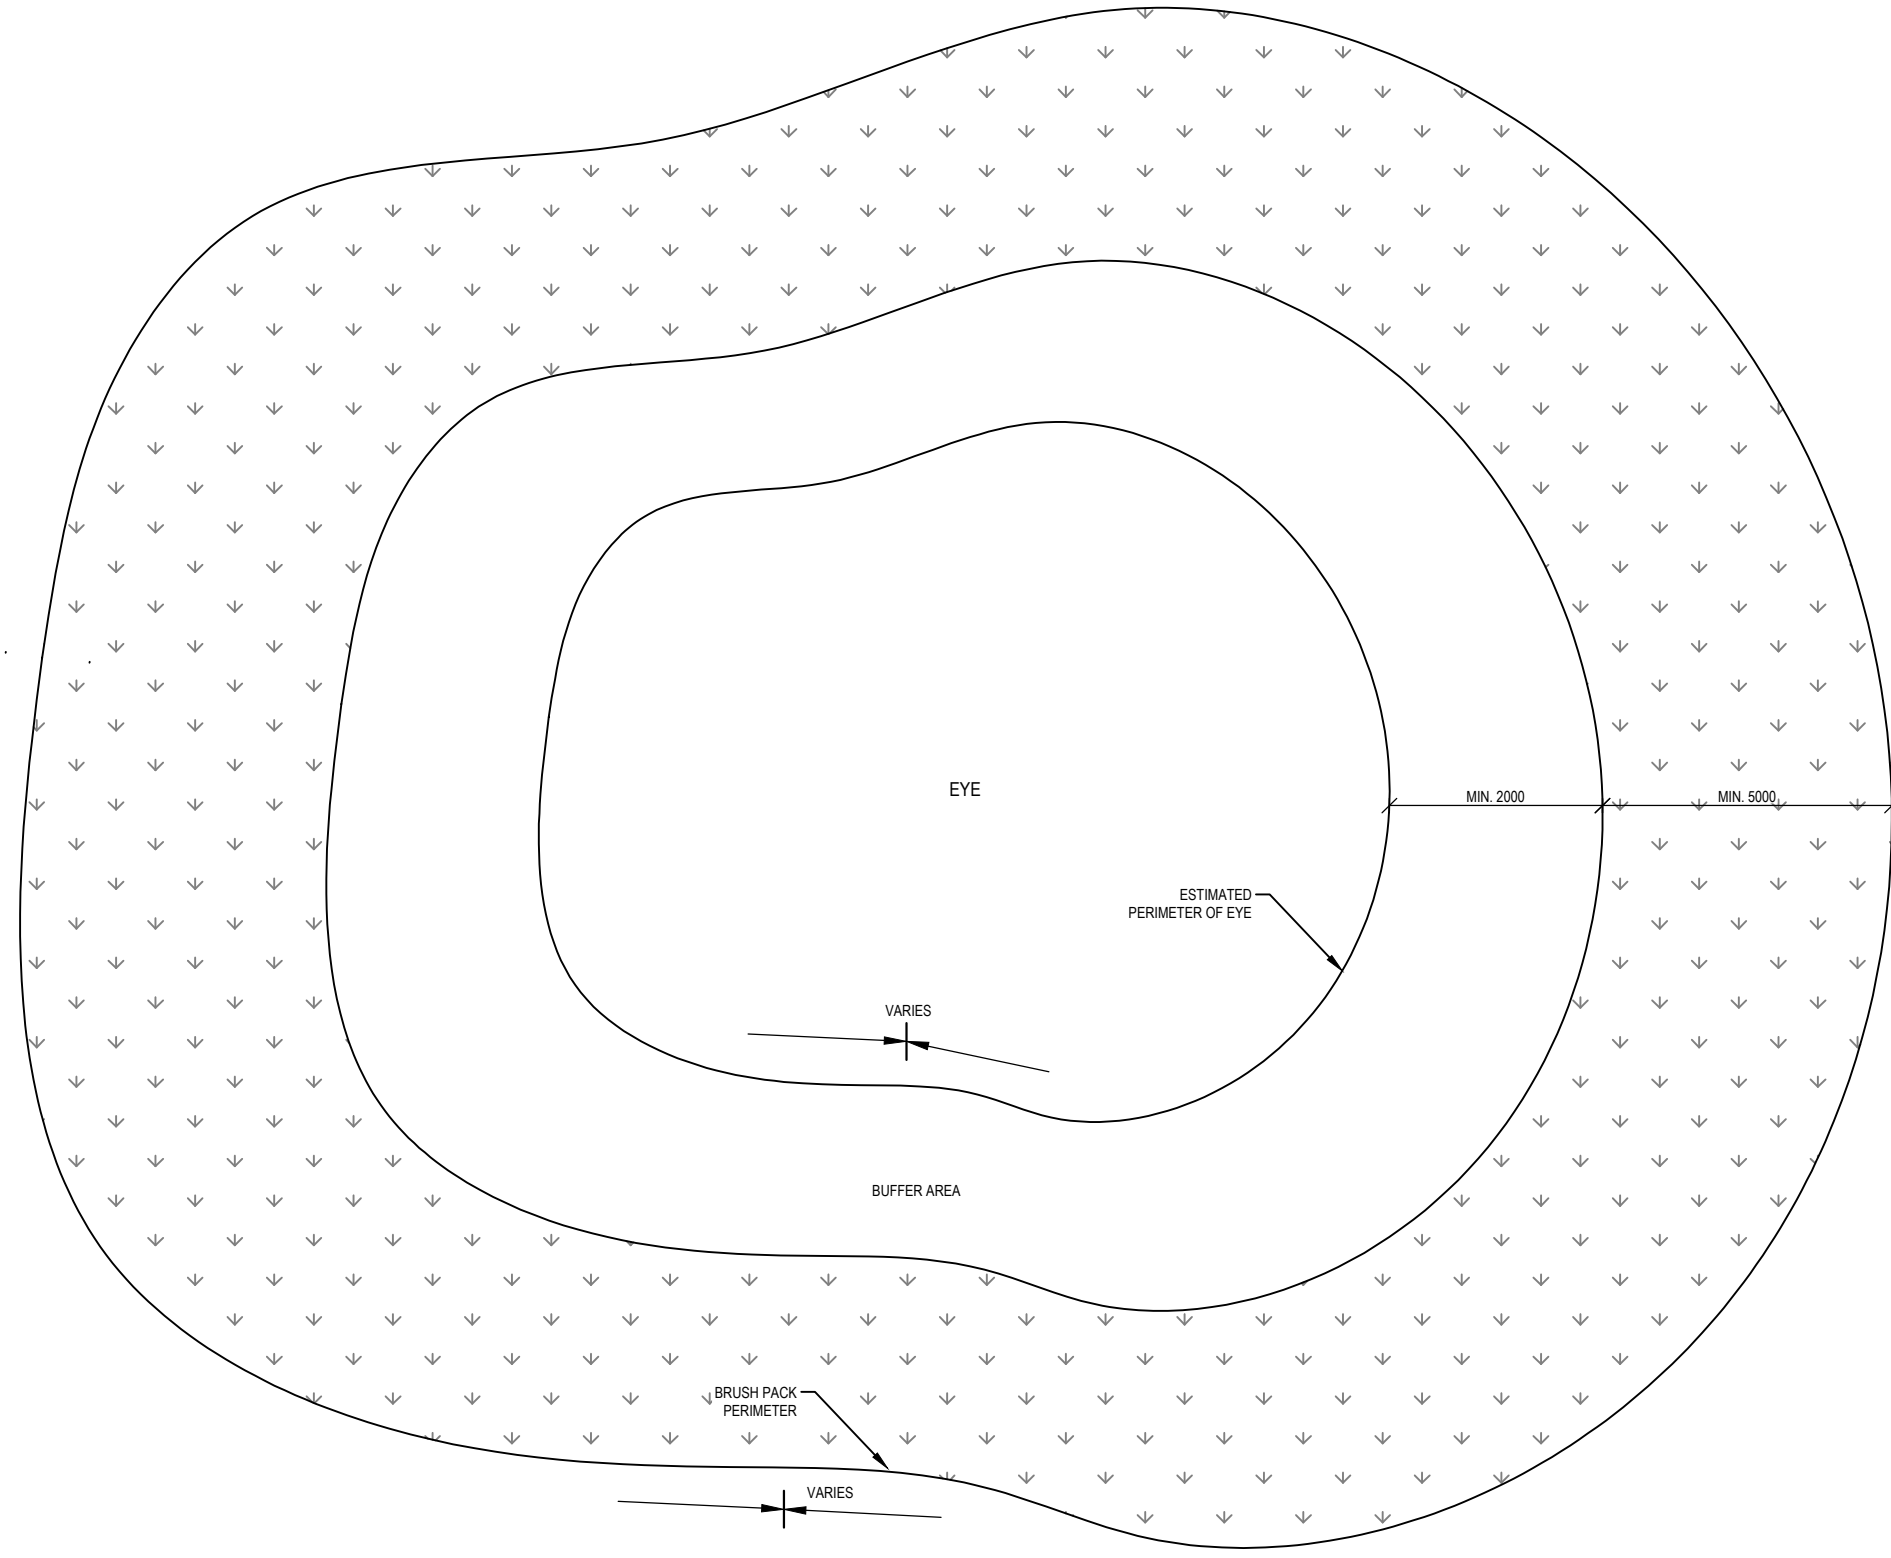 EYE
MIN. 2000
MIN. 5000
ESTIMATED
PERIMETER OF EYE
VARIES
BUFFER AREA
BRUSH PACK
PERIMETER
VARIES